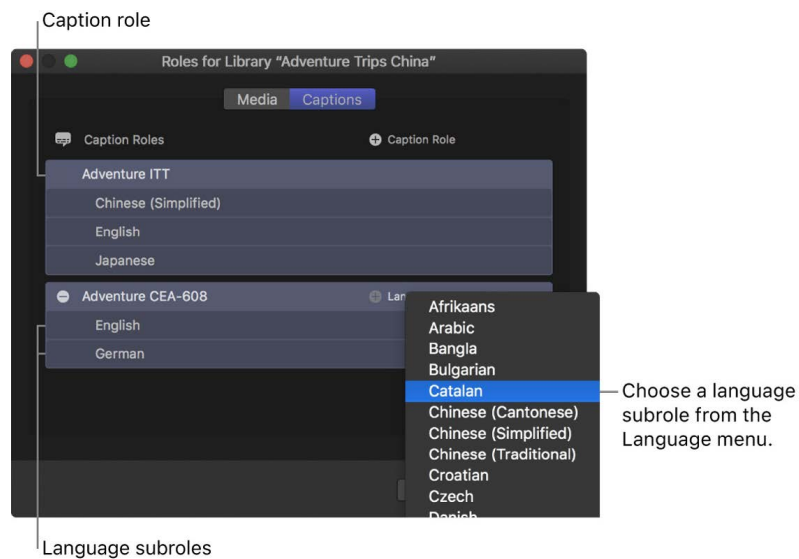 Caption role
Roles for Library “Adventure Trips China”
Media Captions
Caption Roles Caption Role
Adventure ITT
Chinese (Simplified)
English
Japanese
Adventure CEA-608
English
German
Afrikaans
Arabic
Bangla
Bulgarian
Catalan
Chinese (Cantonese)
Chinese (Simplified)
Chinese (Traditional)
Croatian
Czech
Danish
Choose a language
subrole from the
Language menu.
Language subroles